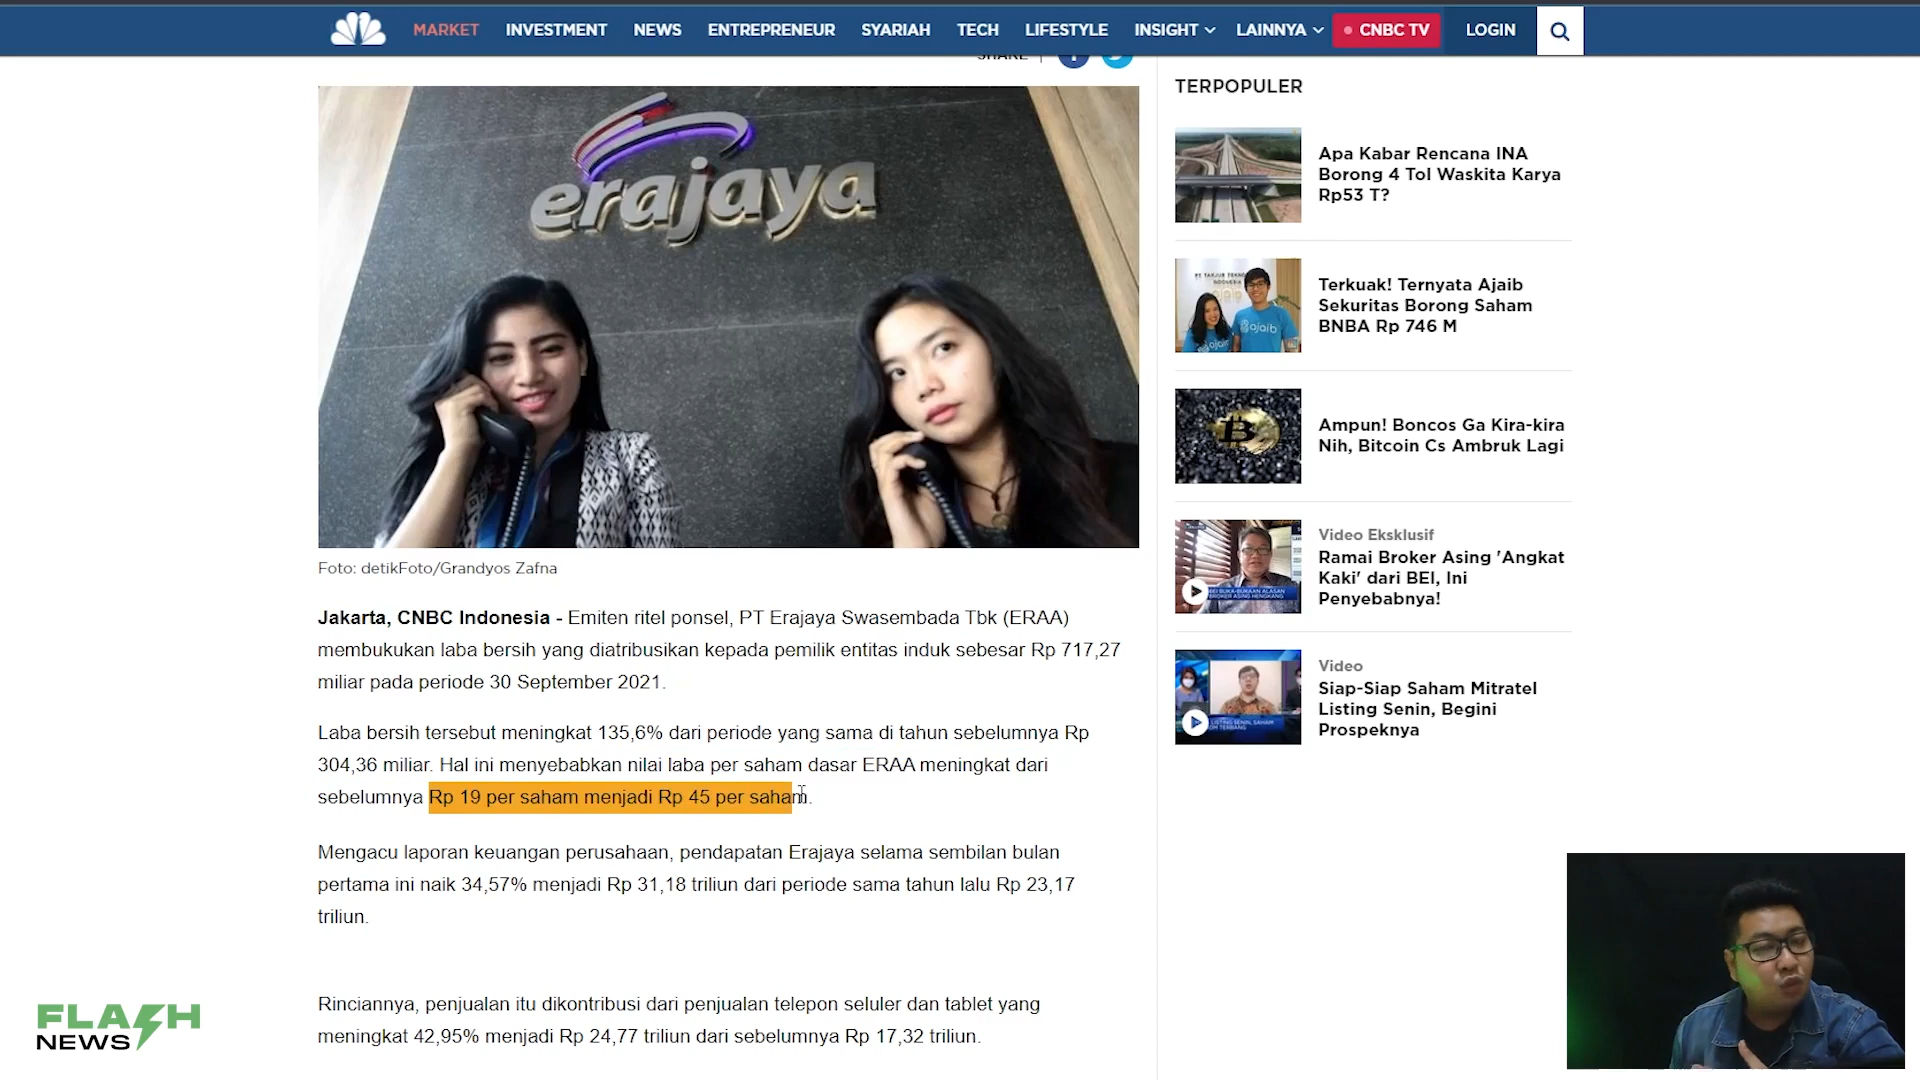 MARKET INVESTMENT NEWS ENTREPRENEUR SYARIAH TECH LIFESTYLE INSIGHT LAINNYA CNBC TV LOGIN
SHARE
erajaya
Foto: detikFoto/Grandyos Zafna
Jakarta, CNBC Indonesia - Emiten ritel ponsel, PT Erajaya Swasembada Tbk (ERAA)
membukukan laba bersih yang diatribusikan kepada pemilik entitas induk sebesar Rp 717,27
miliar pada periode 30 September 2021.
Laba bersih tersebut meningkat 135,6% dari periode yang sama di tahun sebelumnya Rp
304,36 miliar. Hal ini menyebabkan nilai laba per saham dasar ERAA meningkat dari
sebelumnya Rp 19 per saham menjadi Rp 45 per saham.
Mengacu laporan keuangan perusahaan, pendapatan Erajaya selama sembilan bulan
pertama ini naik 34,57% menjadi Rp 31,18 triliun dari periode sama tahun lalu Rp 23,17
triliun.
Rinciannya, penjualan itu dikontribusi dari penjualan telepon seluler dan tablet yang
meningkat 42,95% menjadi Rp 24,77 triliun dari sebelumnya Rp 17,32 triliun.
TERPOPULER
Apa Kabar Rencana INA
Borong 4 Tol Waskita Karya
Rp53 T?
ajaib
ajaib
Terkuak! Ternyata Ajaib
Sekuritas Borong Saham
BNBA Rp 746 M
Ampun! Boncos Ga Kira-kira
Nih, Bitcoin Cs Ambruk Lagi
Video Eksklusif
Ramai Broker Asing 'Angkat
Kaki' dari BEI, Ini
Penyebabnya!
Video
Siap-Siap Saham Mitratel
Listing Senin, Begini
Prospeknya
FLASH
NEWS